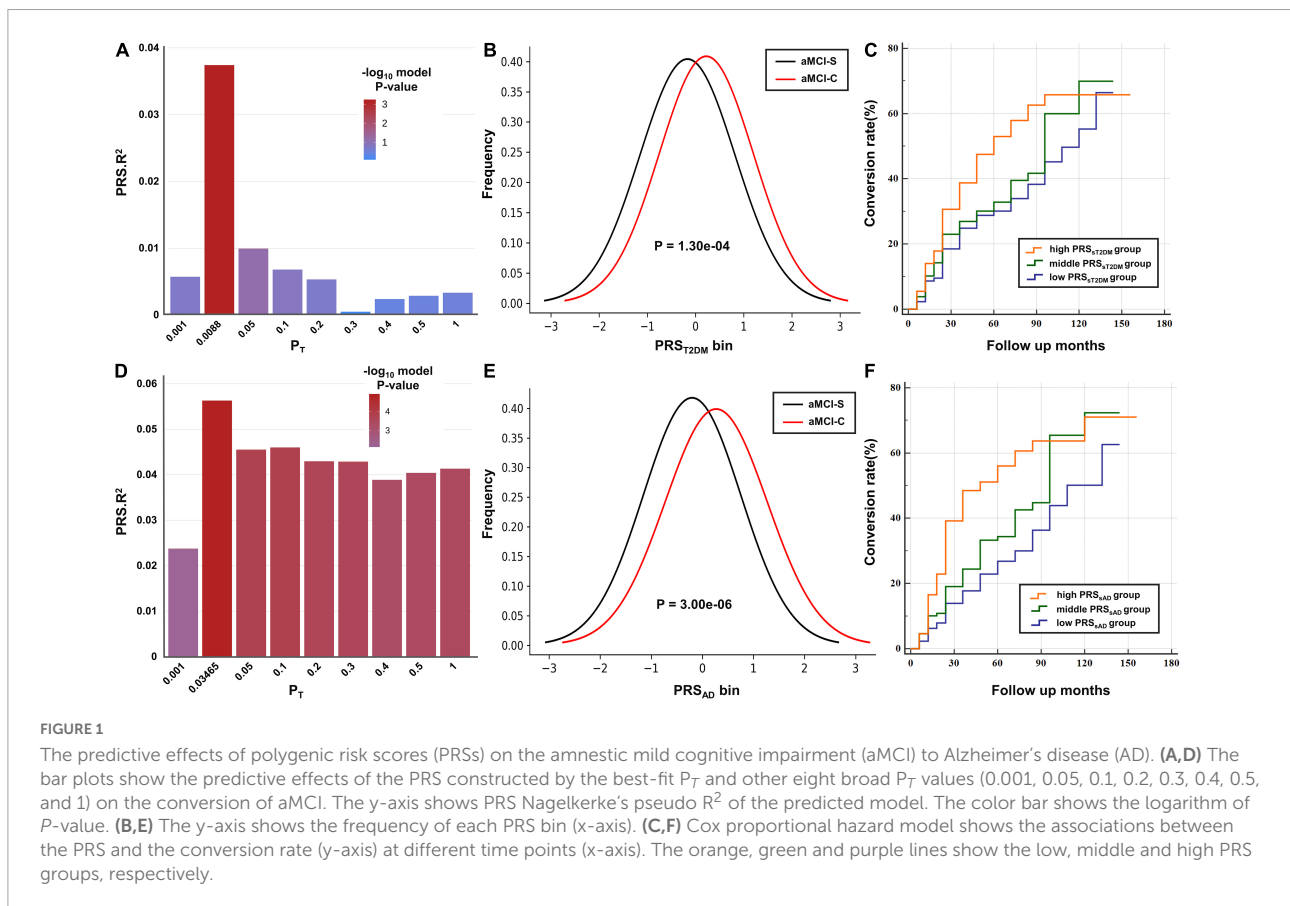 A
0.04
0.03
0.02
0.01
0
PRS.R²
-log₁₀ model
P-value
3
2
1
0.001
0.0088
0.05
0.1
0.2
0.3
0.4
0.5
1
P_T
B
0.40
0.35
0.30
0.25
0.20
0.15
0.10
0.05
0.00
Frequency
aMCI-S
aMCI-C
P = 1.30e-04
−3
−2
−1
0
1
2
3
PRS_T2DM bin
C
80
60
40
20
0
Conversion rate(%)
high PRS_sT2DM group
middle PRS_sT2DM group
low PRS_sT2DM group
0
30
60
90
120
150
180
Follow up months
D
0.06
0.05
0.04
0.03
0.02
0.01
0
PRS.R²
-log₁₀ model
P-value
4
3
0.001
0.03465
0.05
0.1
0.2
0.3
0.4
0.5
1
P_T
E
0.40
0.35
0.30
0.25
0.20
0.15
0.10
0.05
0.00
Frequency
aMCI-S
aMCI-C
P = 3.00e-06
−3
−2
−1
0
1
2
3
PRS_AD bin
F
80
60
40
20
0
Conversion rate(%)
high PRS_sAD group
middle PRS_sAD group
low PRS_sAD group
0
30
60
90
120
150
180
Follow up months
FIGURE 1
The predictive effects of polygenic risk scores (PRSs) on the amnestic mild cognitive impairment (aMCI) to Alzheimer's disease (AD). (A,D) The
bar plots show the predictive effects of the PRS constructed by the best-fit P_T and other eight broad P_T values (0.001, 0.05, 0.1, 0.2, 0.3, 0.4, 0.5,
and 1) on the conversion of aMCI. The y-axis shows PRS Nagelkerke's pseudo R² of the predicted model. The color bar shows the logarithm of
P-value. (B,E) The y-axis shows the frequency of each PRS bin (x-axis). (C,F) Cox proportional hazard model shows the associations between
the PRS and the conversion rate (y-axis) at different time points (x-axis). The orange, green and purple lines show the low, middle and high PRS
groups, respectively.